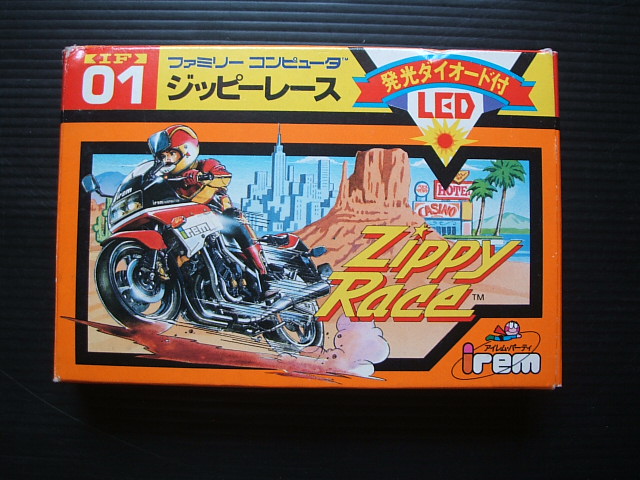 IF
01
ファミリー コンピュータ™
ジッピーレース
発光ダイオード付
LED
HOTEL
CASINO
irem
irem
Zippy
Race™
アイレムパーティ
irem